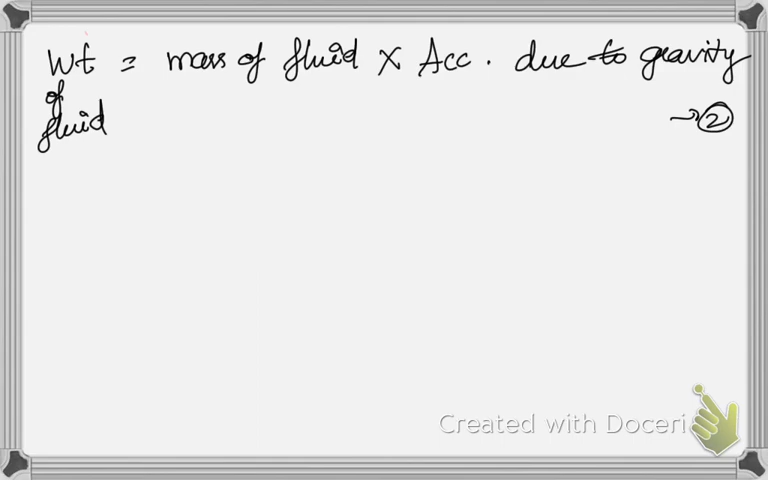 Wt = mass of fluid × Acc. due to gravity
of
fluid → ②
Created with Doceri